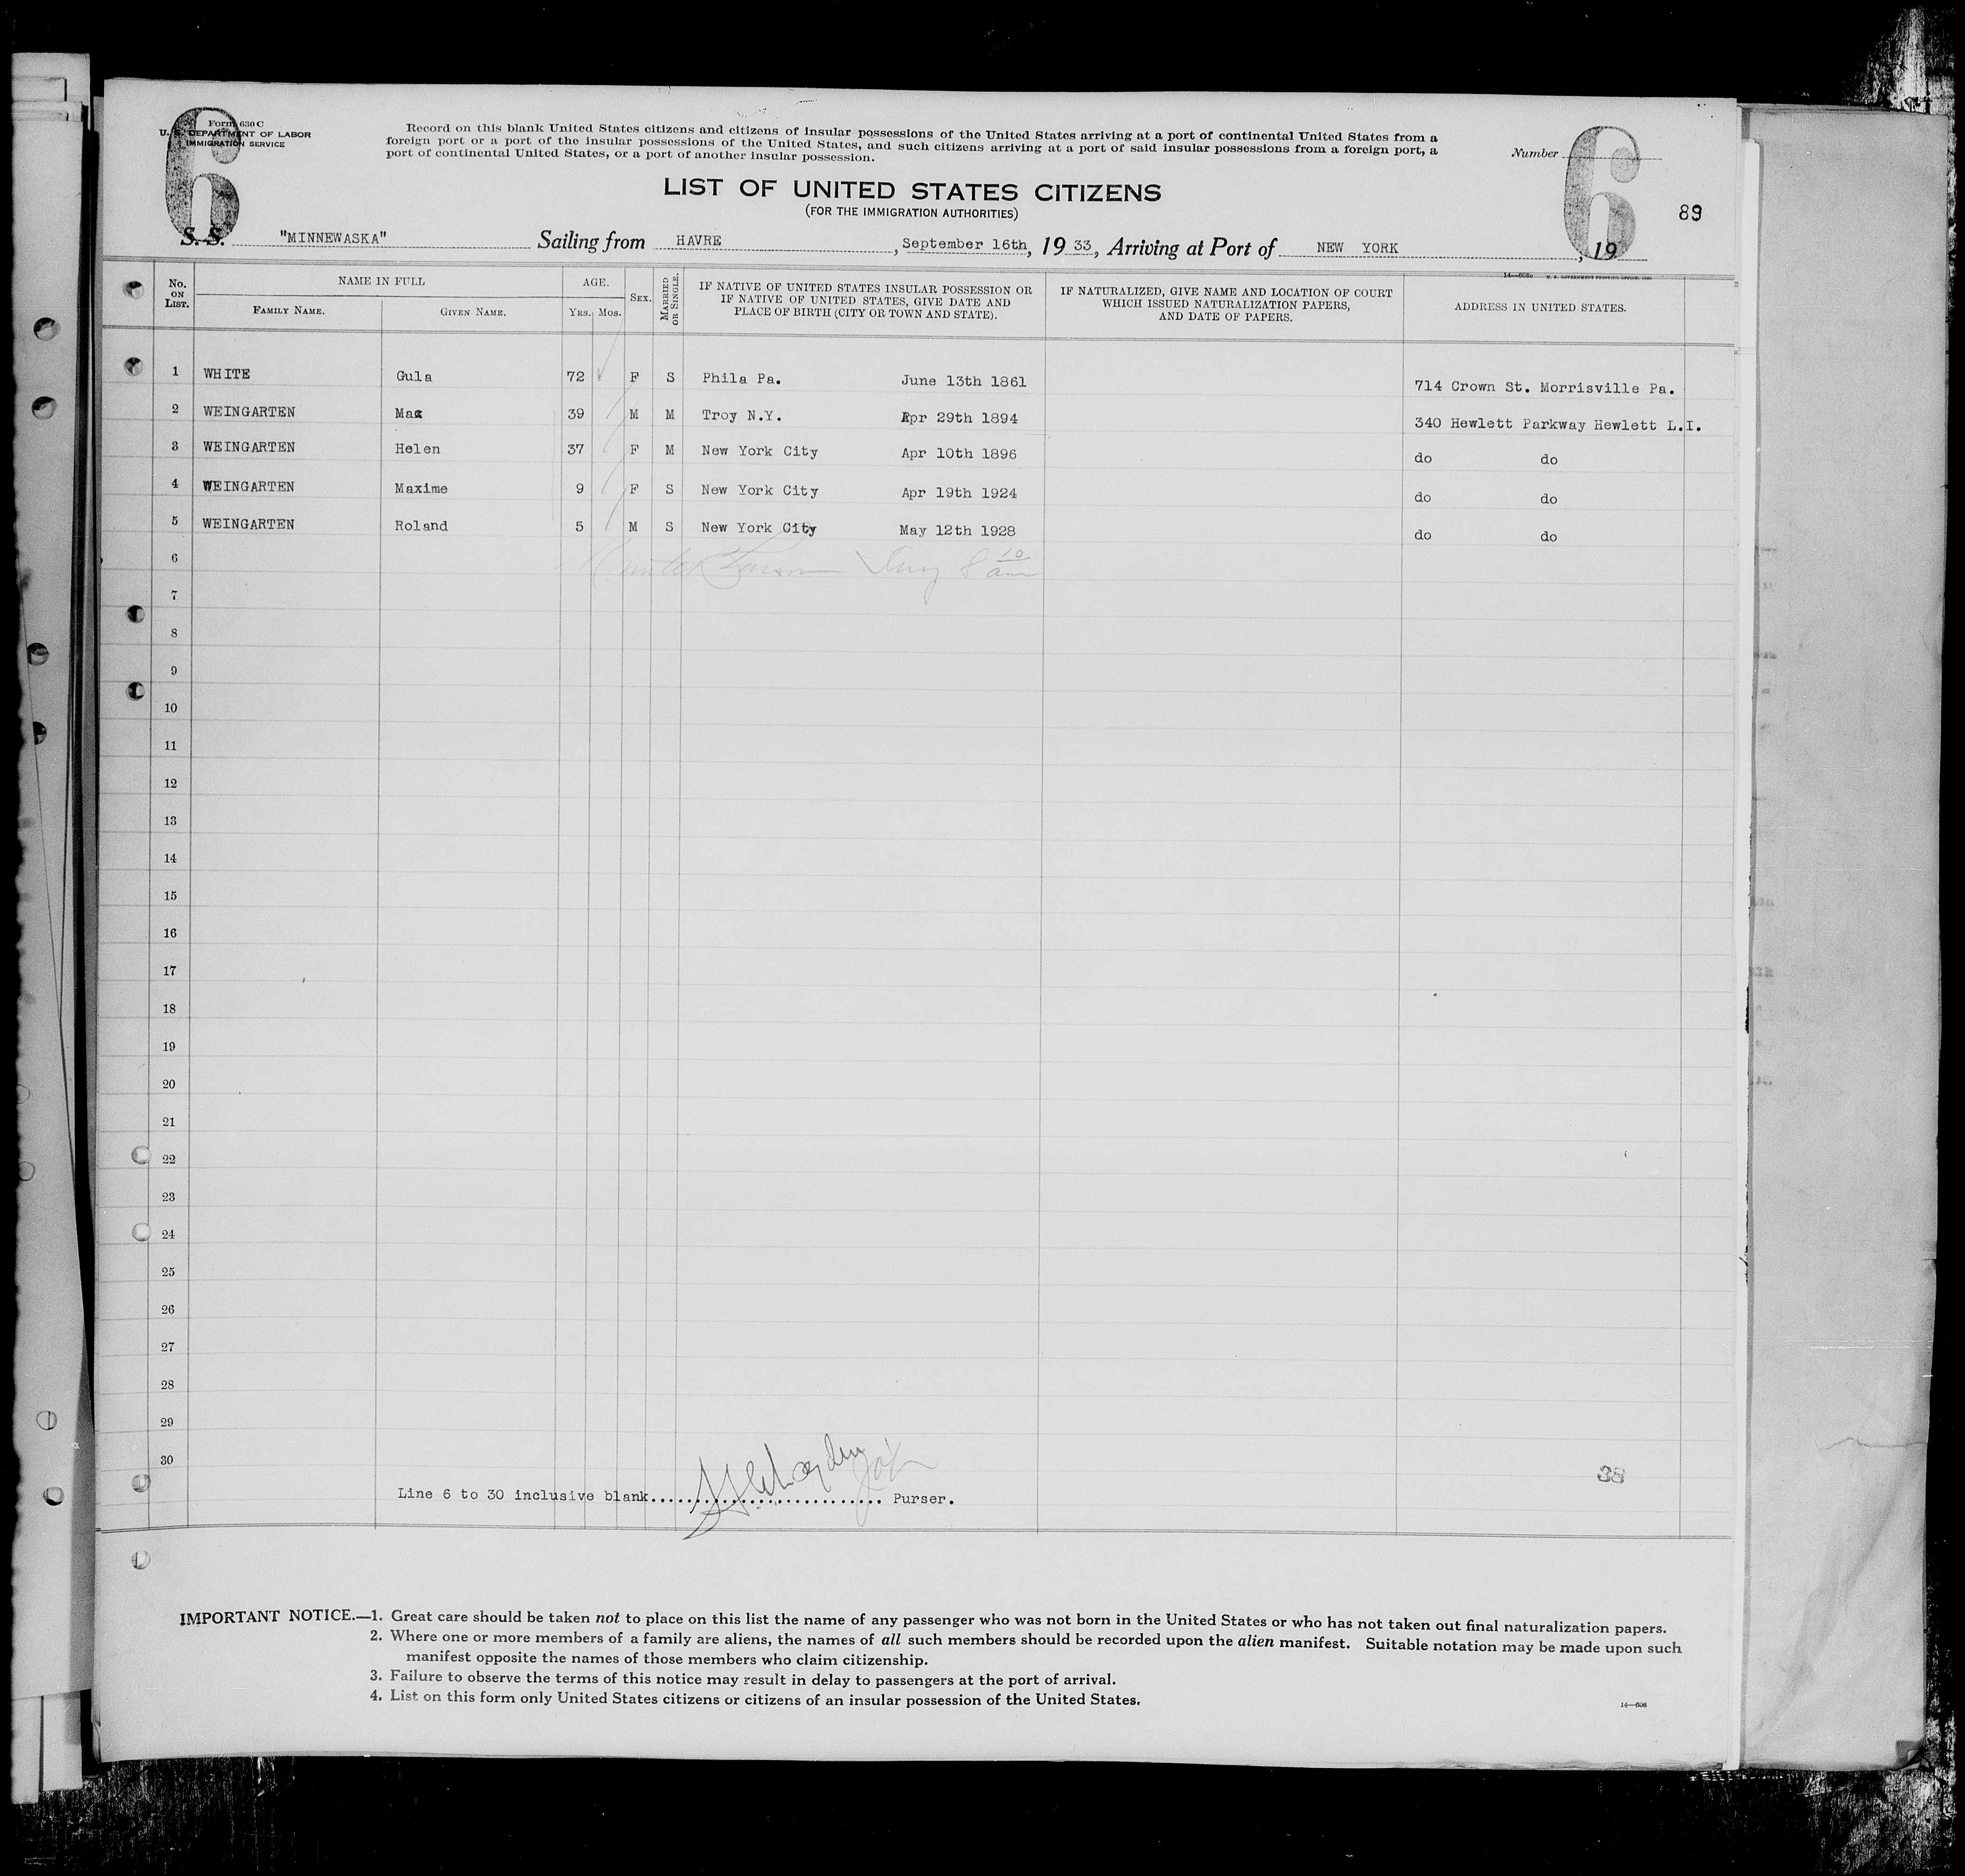 6
Form 630 C
U. S. DEPARTMENT OF LABOR
IMMIGRATION SERVICE
Record on this blank United States citizens and citizens of insular possessions of the United States arriving at a port of continental United States from a
foreign port or a port of the insular possessions of the United States, and such citizens arriving at a port of said insular possessions from a foreign port, a
port of continental United States, or a port of another insular possession.
Number
6
LIST OF UNITED STATES CITIZENS
(FOR THE IMMIGRATION AUTHORITIES)
S. S. "MINNEWASKA" Sailing from HAVRE, September 16th, 19 33, Arriving at Port of NEW YORK, 19
No. ON LIST. NAME IN FULL FAMILY NAME. GIVEN NAME. AGE. YRS. MOS. SEX. MARRIED OR SINGLE. IF NATIVE OF UNITED STATES INSULAR POSSESSION OR IF NATIVE OF UNITED STATES, GIVE DATE AND PLACE OF BIRTH (CITY OR TOWN AND STATE). IF NATURALIZED, GIVE NAME AND LOCATION OF COURT WHICH ISSUED NATURALIZATION PAPERS, AND DATE OF PAPERS. ADDRESS IN UNITED STATES.
1 WHITE Gula 72 F S Phila Pa. June 13th 1861 714 Crown St. Morrisville Pa.
2 WEINGARTEN Max 39 M M Troy N.Y. Apr 29th 1894 340 Hewlett Parkway Hewlett L.I.
3 WEINGARTEN Helen 37 F M New York City Apr 10th 1896 do do
4 WEINGARTEN Maxime 9 F S New York City Apr 19th 1924 do do
5 WEINGARTEN Roland 5 M S New York City May 12th 1928 do do
6
7
8
9
10
11
12
13
14
15
16
17
18
19
20
21
22
23
24
25
26
27
28
29
30
38
Line 6 to 30 inclusive blank............................ Purser.
IMPORTANT NOTICE.—1. Great care should be taken not to place on this list the name of any passenger who was not born in the United States or who has not taken out final naturalization papers.
2. Where one or more members of a family are aliens, the names of all such members should be recorded upon the alien manifest. Suitable notation may be made upon such
manifest opposite the names of those members who claim citizenship.
3. Failure to observe the terms of this notice may result in delay to passengers at the port of arrival.
4. List on this form only United States citizens or citizens of an insular possession of the United States.
14—608